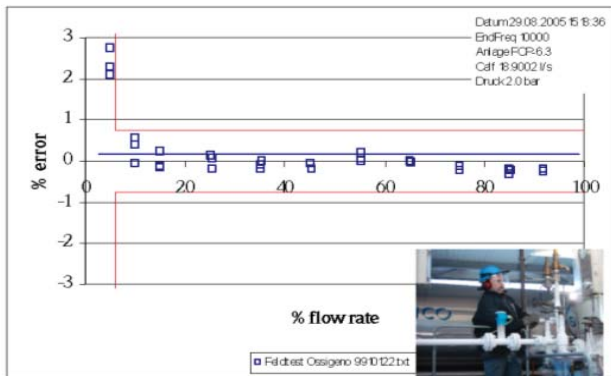 Datum 29.08.2005 15:18:36
EndFreq 10000
Anlage FCP-6.3
Calf 18.9002 l/s
Druck 2.0 bar
3
2
1
0
-1
-2
-3
0 20 40 60 80 100
% error
% flow rate
Feldtest Ossigeno 9910122.txt